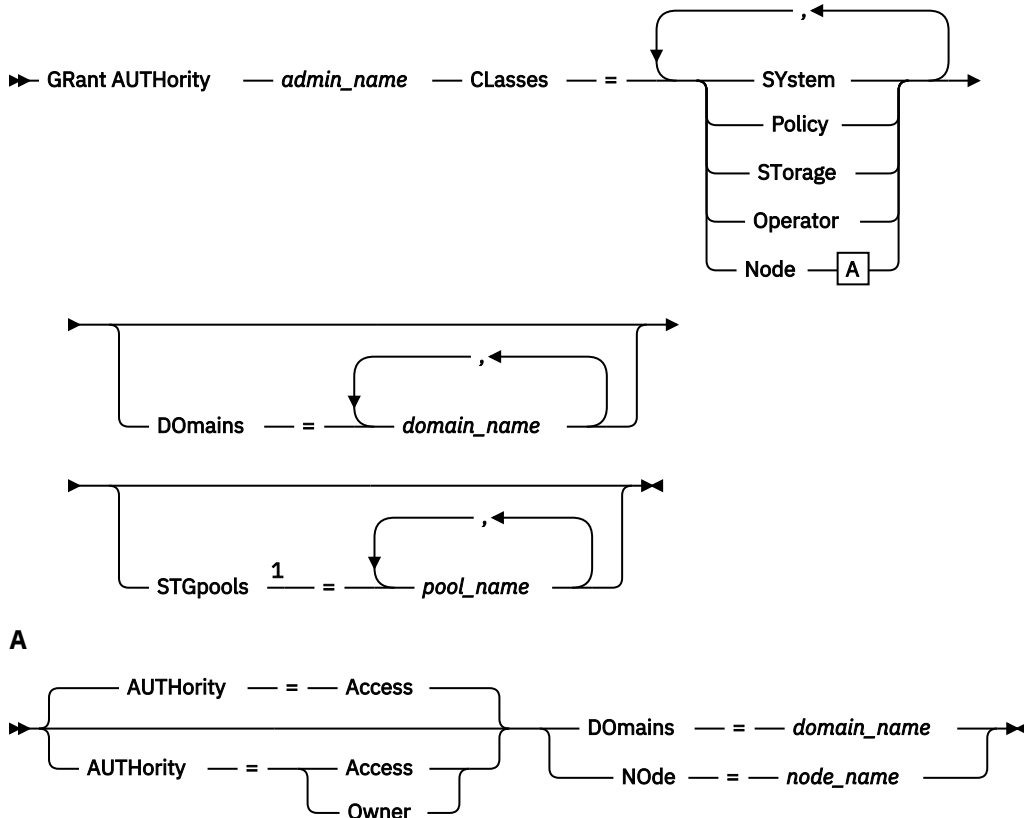 ,
GRant AUTHority admin_name CLasses = SYstem
Policy
STorage
Operator
Node A
,
DOmains = domain_name
,
STGpools 1 = pool_name
A
AUTHority = Access
DOmains = domain_name
AUTHority = Access
NOde = node_name
Owner